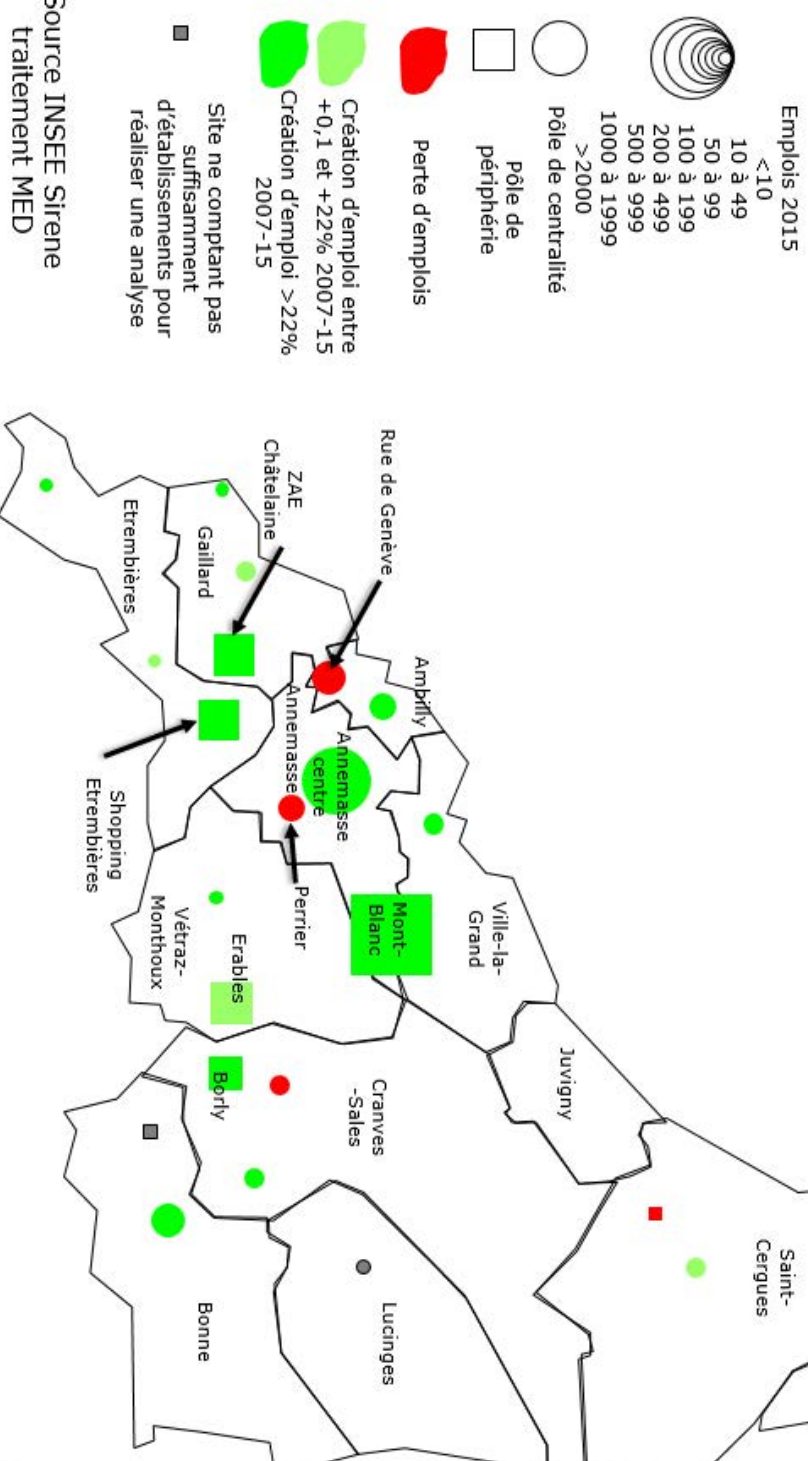 Emplois 2015
<10
10 à 49
50 à 99
100 à 199
200 à 499
500 à 999
1000 à 1999
>2000
Pôle de centralité
Pôle de
périphérie
Perte d'emplois
Création d'emploi entre
+0,1 et +22% 2007-15
Création d'emploi >22%
2007-15
Site ne comptant pas
suffisamment
d'établissements pour
réaliser une analyse
Source INSEE Sirene
traitement MED
Rue de Genève
ZAE
Châtelaine
Gaillard
Etrembières
Ambilly
Annemasse
centre
Annemasse
Shopping
Etrembières
Perrier
Ville-la-
Grand
Mont-
Blanc
Erables
Vétraz-
Monthoux
Juvigny
Cranves
-Sales
Borly
Saint-
Cergues
Lucinges
Bonne